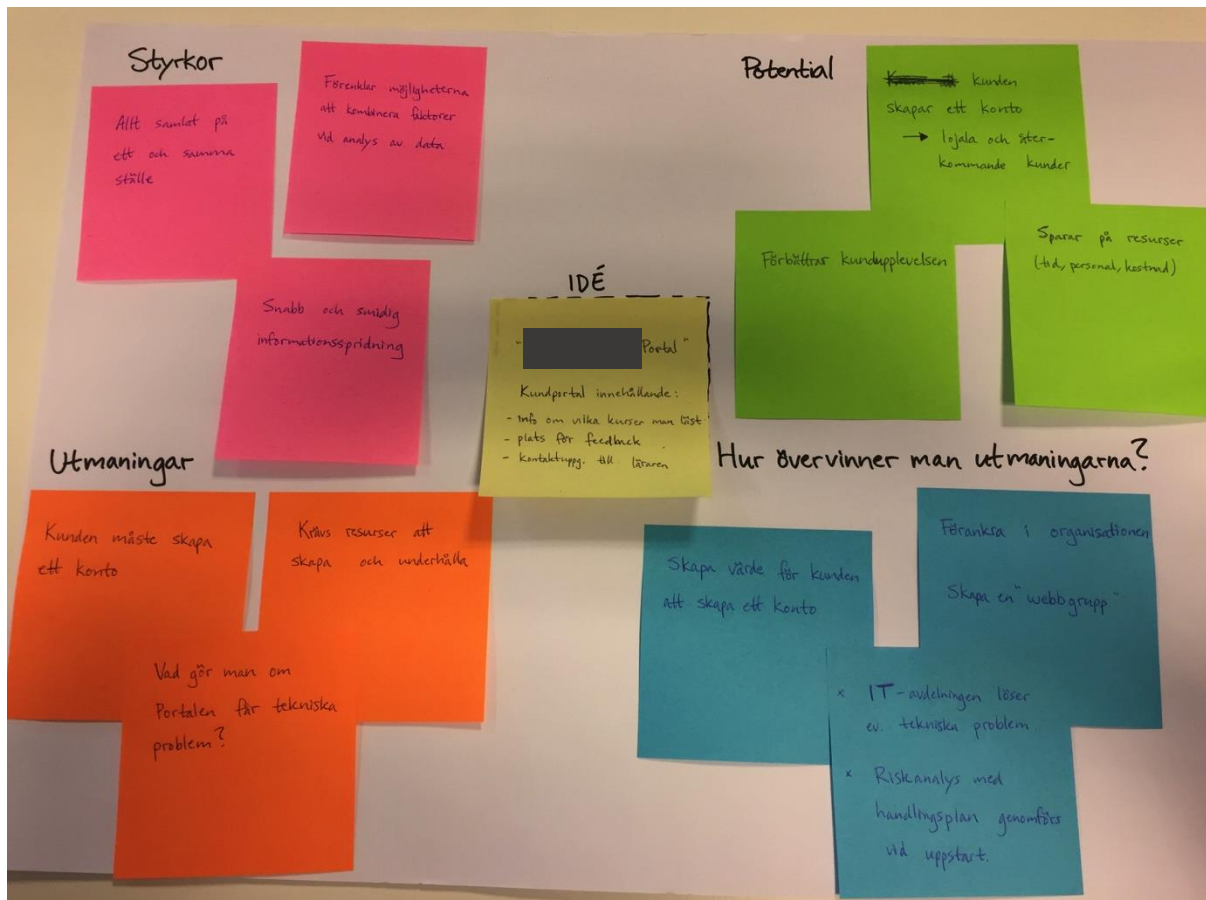 Styrkor
Allt samlat på
ett och samma
ställe
Förenklar möjligheterna
att kombinera faktorer
vid analys av data
Snabb och smidig
informationsspridning
Potential
kunden
skapar ett konto
→ lojala och åter-
kommande kunder
Förbättrar kundupplevelsen
Sparar på resurser
(tid, personal, kostnad)
IDÉ
" Portal"
Kundportal innehållande:
- Info om vilka kurser man läst
- plats för feedback
- kontaktuppg. till läraren
Utmaningar
Kunden måste skapa
ett konto
Krävs resurser att
skapa och underhålla
Vad gör man om
Portalen får tekniska
problem?
Hur övervinner man utmaningarna?
Skapa värde för kunden
att skapa ett konto
Förankra i organisationen
Skapa en "webbgrupp"
x IT-avdelningen löser
ev. tekniska problem
x Riskanalys med
handlingsplan genomförs
vid uppstart.